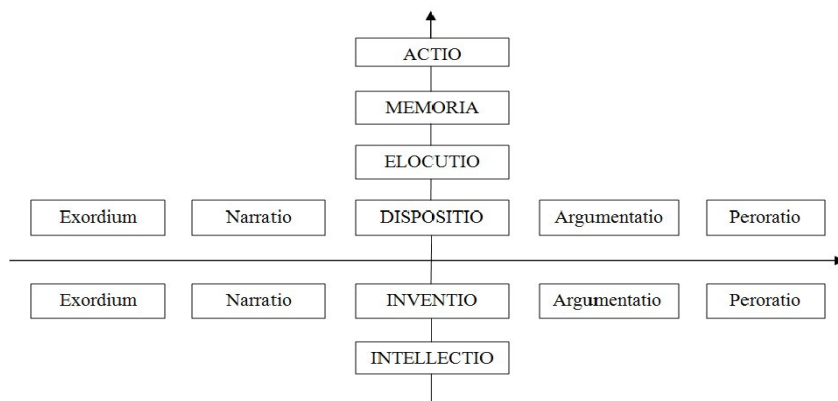 ACTIO
MEMORIA
ELOCUTIO
Exordium Narratio DISPOSITIO Argumentatio Peroratio
Exordium Narratio INVENTIO Argumentatio Peroratio
INTELLECTIO